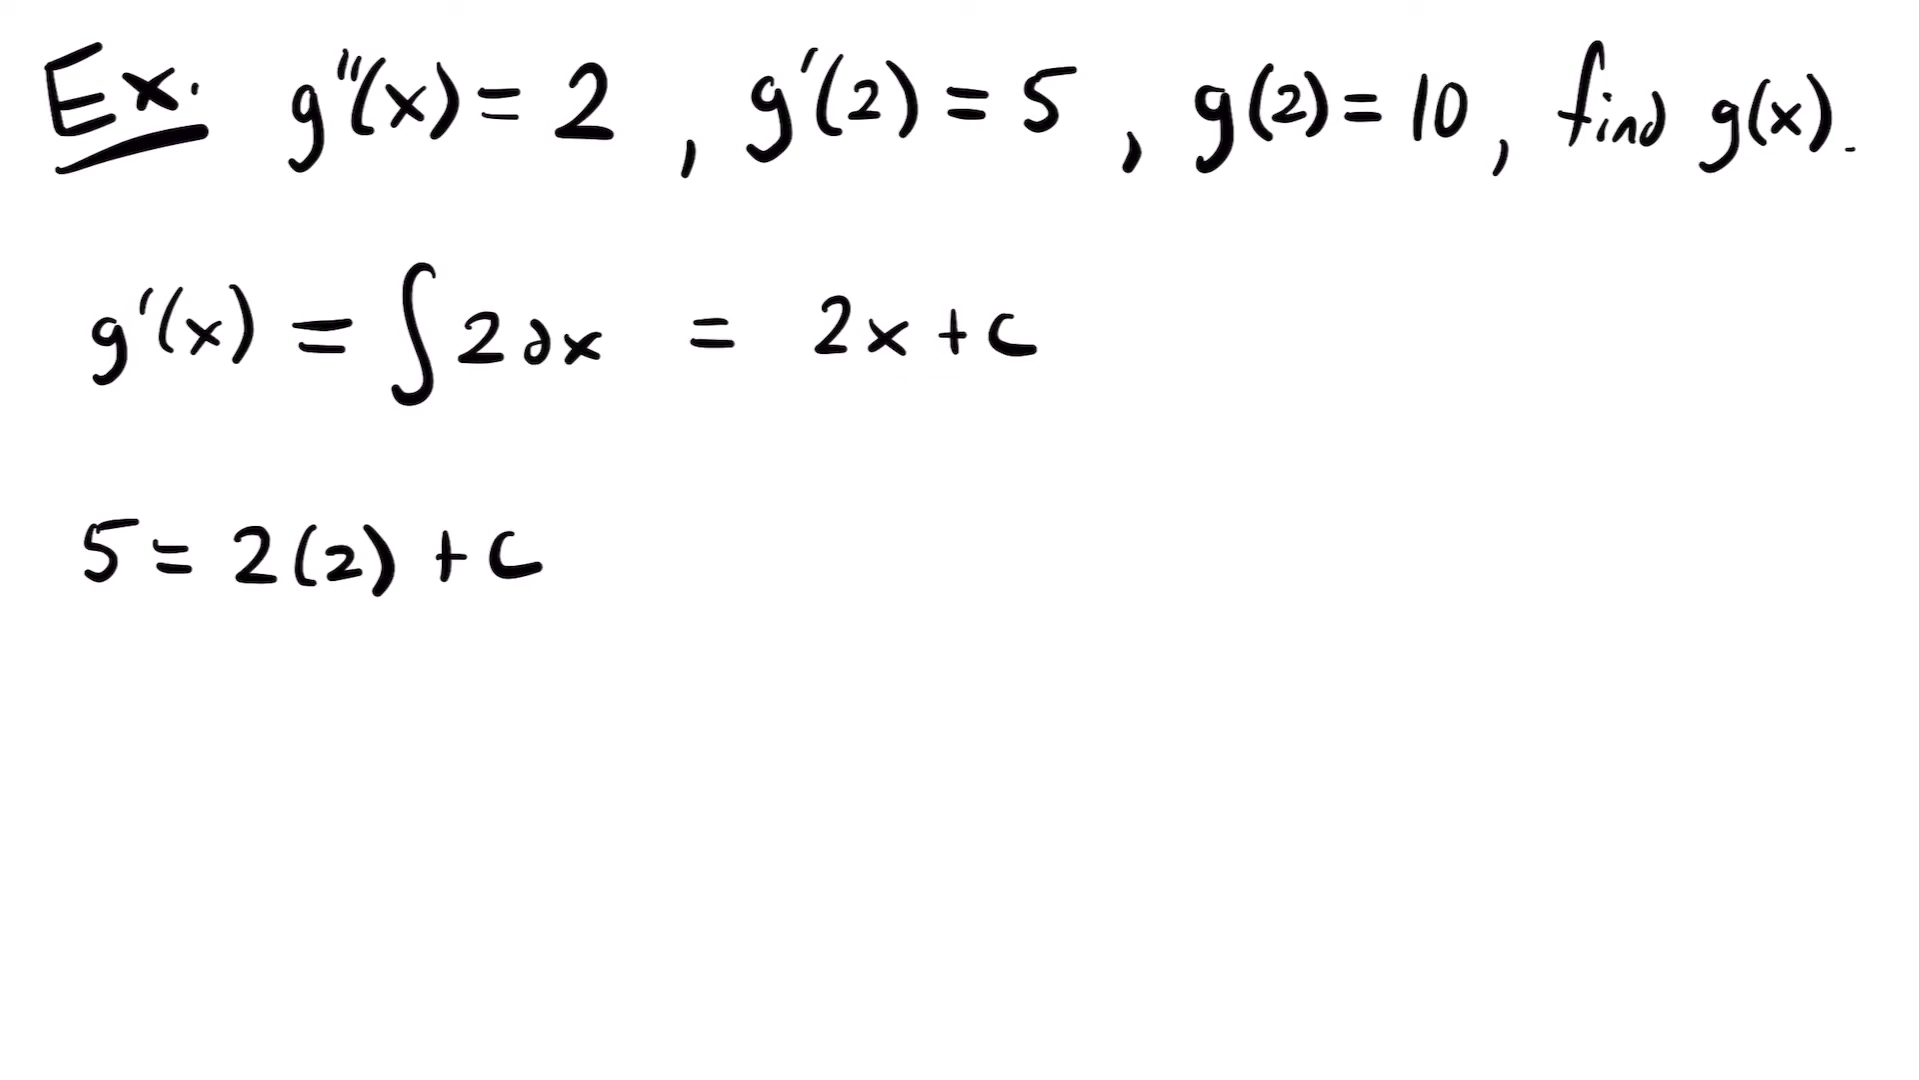 Ex. g''(x) = 2 , g'(2) = 5 , g(2) = 10 , find g(x).
g'(x) = ∫ 2 dx = 2x + c
5 = 2(2) + c